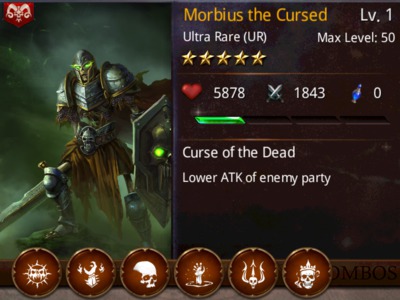 Morbius the Cursed Lv. 1
Ultra Rare (UR) Max Level: 50
5878 1843 0
Curse of the Dead
Lower ATK of enemy party
OMBOS